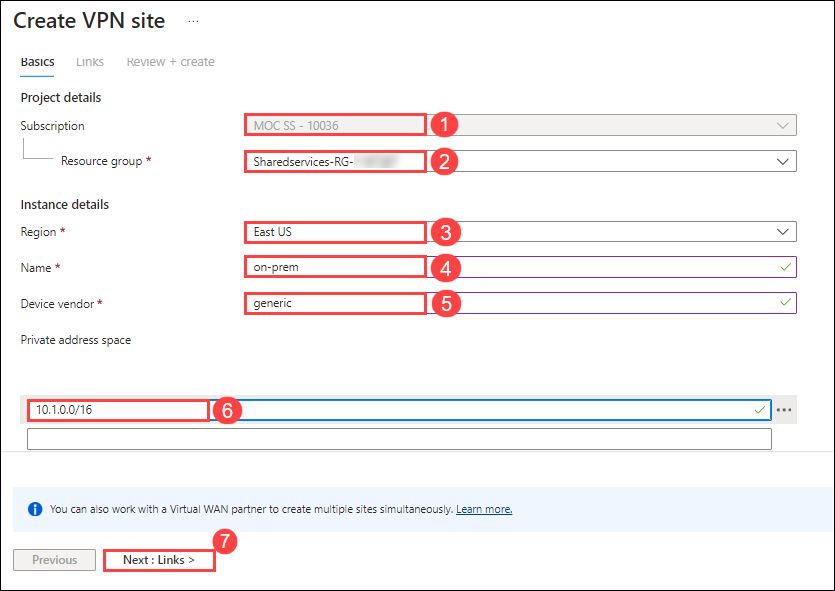 Create VPN site ...
Basics Links Review + create
Project details
Subscription MOC SS - 10036 1
Resource group * Sharedservices-RG- 2
Instance details
Region * East US 3
Name * on-prem 4
Device vendor * generic 5
Private address space
10.1.0.0/16 6 ...
You can also work with a Virtual WAN partner to create multiple sites simultaneously. Learn more.
7
Previous Next : Links >